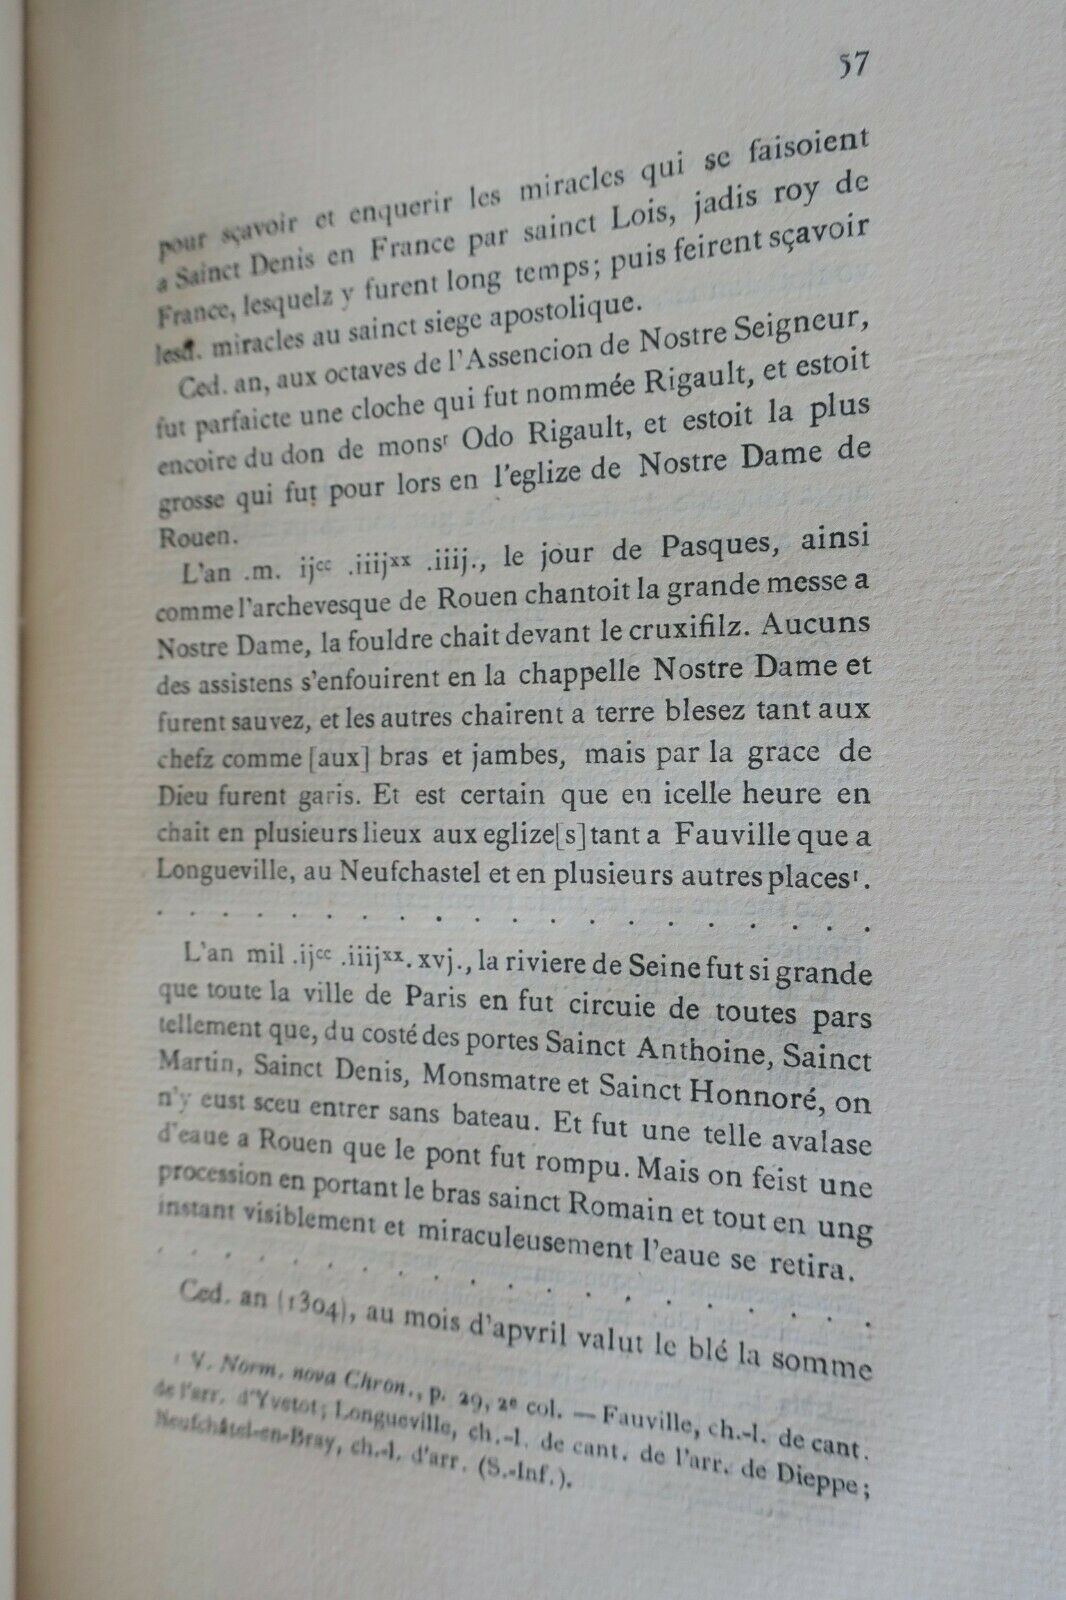 57
pour sçavoir et enquerir les miracles qui se faisoient
a Sainct Denis en France par sainct Lois, jadis roy de
France, lesquelz y furent long temps; puis feirent sçavoir
lesd. miracles au sainct siege apostolique.
Ced. an, aux octaves de l'Assencion de Nostre Seigneur,
fut parfaicte une cloche qui fut nommée Rigault, et estoit
encoire du don de monsʳ Odo Rigault, et estoit la plus
grosse qui fut pour lors en l'eglize de Nostre Dame de
Rouen.
L'an .m. ijᶜᶜ .iiijˣˣ .iiij., le jour de Pasques, ainsi
comme l'archevesque de Rouen chantoit la grande messe a
Nostre Dame, la fouldre chait devant le cruxifilz. Aucuns
des assistens s'enfouirent en la chappelle Nostre Dame et
furent sauvez, et les autres chairent a terre blesez tant aux
chefz comme [aux] bras et jambes, mais par la grace de
Dieu furent garis. Et est certain que en icelle heure en
chait en plusieurs lieux aux eglize[s] tant a Fauville que a
Longueville, au Neufchastel et en plusieurs autres places¹.
. . . . . . . . . . . . . . . . . . . .
L'an mil .ijᶜᶜ .iiijˣˣ. xvj., la riviere de Seine fut si grande
que toute la ville de Paris en fut circuie de toutes pars
tellement que, du costé des portes Sainct Anthoine, Sainct
Martin, Sainct Denis, Monsmatre et Sainct Honnoré, on
n'y eust sceu entrer sans bateau. Et fut une telle avalase
d'eaue a Rouen que le pont fut rompu. Mais on feist une
procession en portant le bras sainct Romain et tout en ung
instant visiblement et miraculeusement l'eaue se retira.
. . . . . . . . . . . . . . . . . . . .
Ced. an (1304), au mois d'apvril valut le blé la somme
¹ V. Norm. nova Chron., p. 29, 2ᵉ col. — Fauville, ch.-l. de cant.
de l'arr. d'Yvetot; Longueville, ch.-l. de cant. de l'arr. de Dieppe;
Neufchâtel-en-Bray, ch.-l. d'arr. (S.-Inf.).